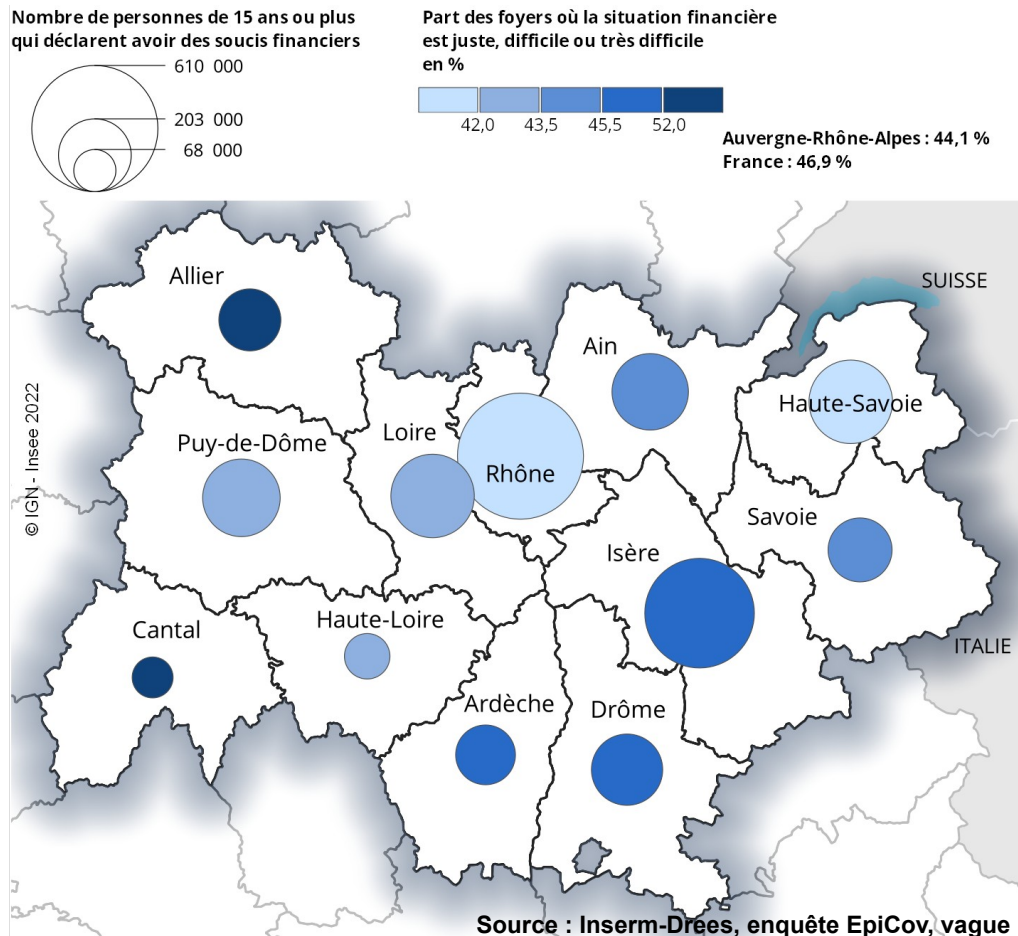 Nombre de personnes de 15 ans ou plus
qui déclarent avoir des soucis financiers
610 000
203 000
68 000
Part des foyers où la situation financière
est juste, difficile ou très difficile
en %
42,0 43,5 45,5 52,0
Auvergne-Rhône-Alpes : 44,1 %
France : 46,9 %
Allier
SUISSE
Ain
Haute-Savoie
Puy-de-Dôme
Loire
Rhône
Savoie
Isère
Cantal
Haute-Loire
ITALIE
Ardèche
Drôme
© IGN - Insee 2022
Source : Inserm-Drees, enquête EpiCov, vague